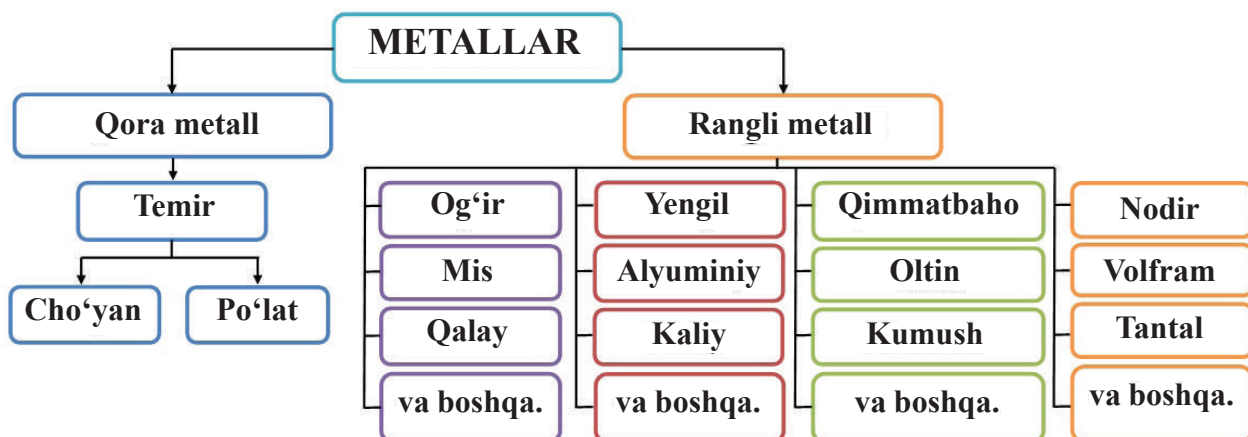 METALLAR
Qora metall
Rangli metall
Temir
Cho‘yan
Po‘lat
Og‘ir
Mis
Qalay
va boshqa.
Yengil
Alyuminiy
Kaliy
va boshqa.
Qimmatbaho
Oltin
Kumush
va boshqa.
Nodir
Volfram
Tantal
va boshqa.